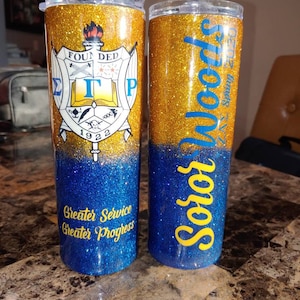 FOUNDED
Σ Γ Ρ
1922
Greater Service
Greater Progress
Soror Woods